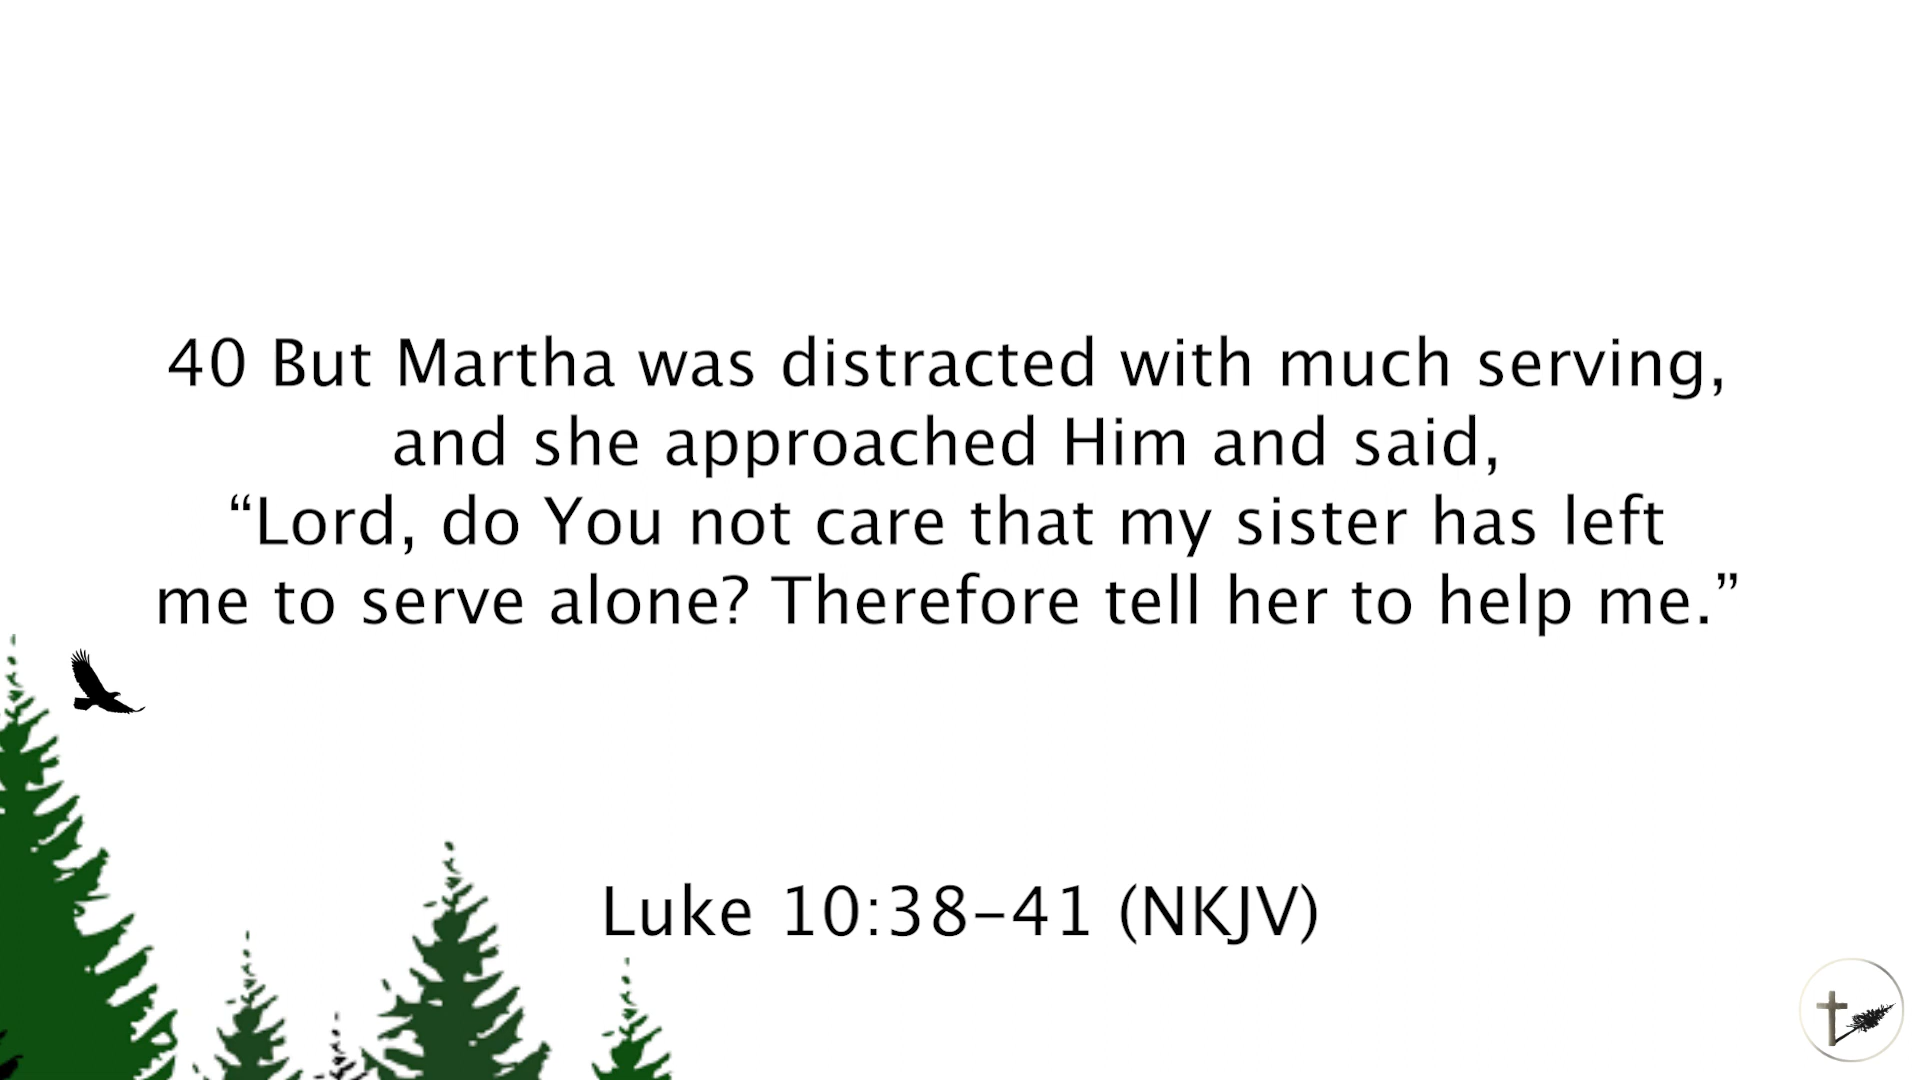 40 But Martha was distracted with much serving,
and she approached Him and said,
“Lord, do You not care that my sister has left
me to serve alone? Therefore tell her to help me.”
Luke 10:38-41 (NKJV)